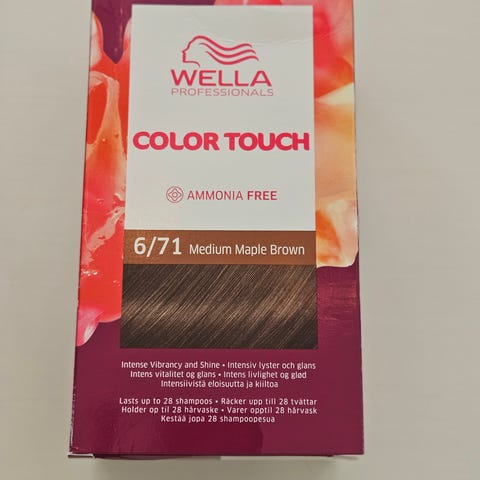 WELLA
PROFESSIONALS
COLOR TOUCH
AMMONIA FREE
6/71 Medium Maple Brown
Intense Vibrancy and Shine • Intensiv lyster och glans
Intens vitalitet og glans • Intens livlighet og glød
Intensiivistä eloisuutta ja kiiltoa
Lasts up to 28 shampoos • Räcker upp till 28 tvättar
Holder op til 28 hårvaske • Varer opptil 28 hårvask
Kestää jopa 28 shampoopesua